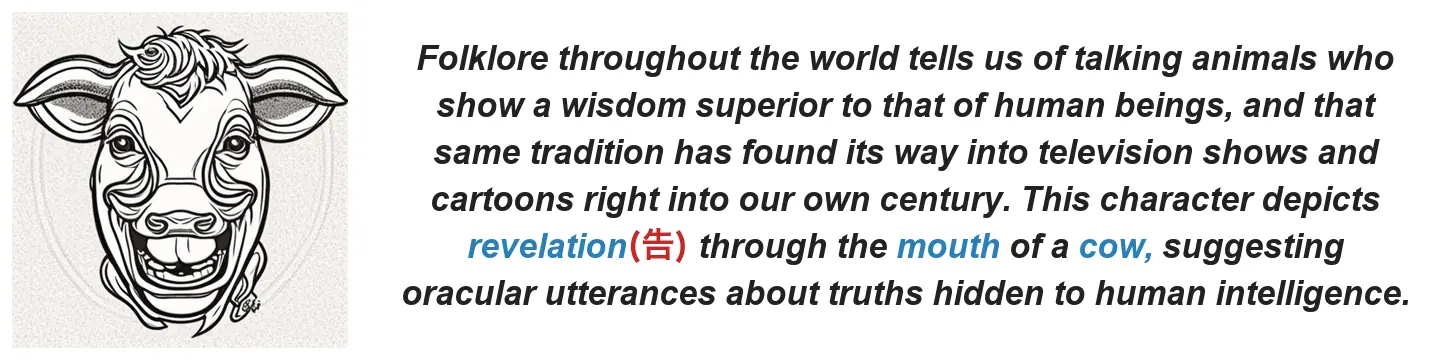 Folklore throughout the world tells us of talking animals who
show a wisdom superior to that of human beings, and that
same tradition has found its way into television shows and
cartoons right into our own century. This character depicts
revelation(告) through the mouth of a cow, suggesting
oracular utterances about truths hidden to human intelligence.